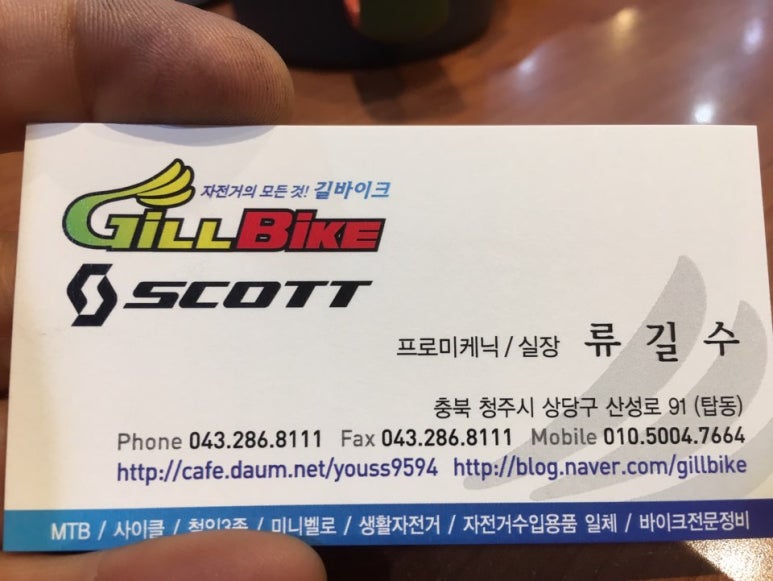 자전거의 모든 것! 길바이크
GILLBIKE
SCOTT
프로미케닉 / 실장 류 길 수
충북 청주시 상당구 산성로 91 (탑동)
Phone 043.286.8111 Fax 043.286.8111 Mobile 010.5004.7664
http://cafe.daum.net/youss9594 http://blog.naver.com/gillbike
MTB / 사이클 / 철인3종 / 미니벨로 / 생활자전거 / 자전거수입용품 일체 / 바이크전문정비